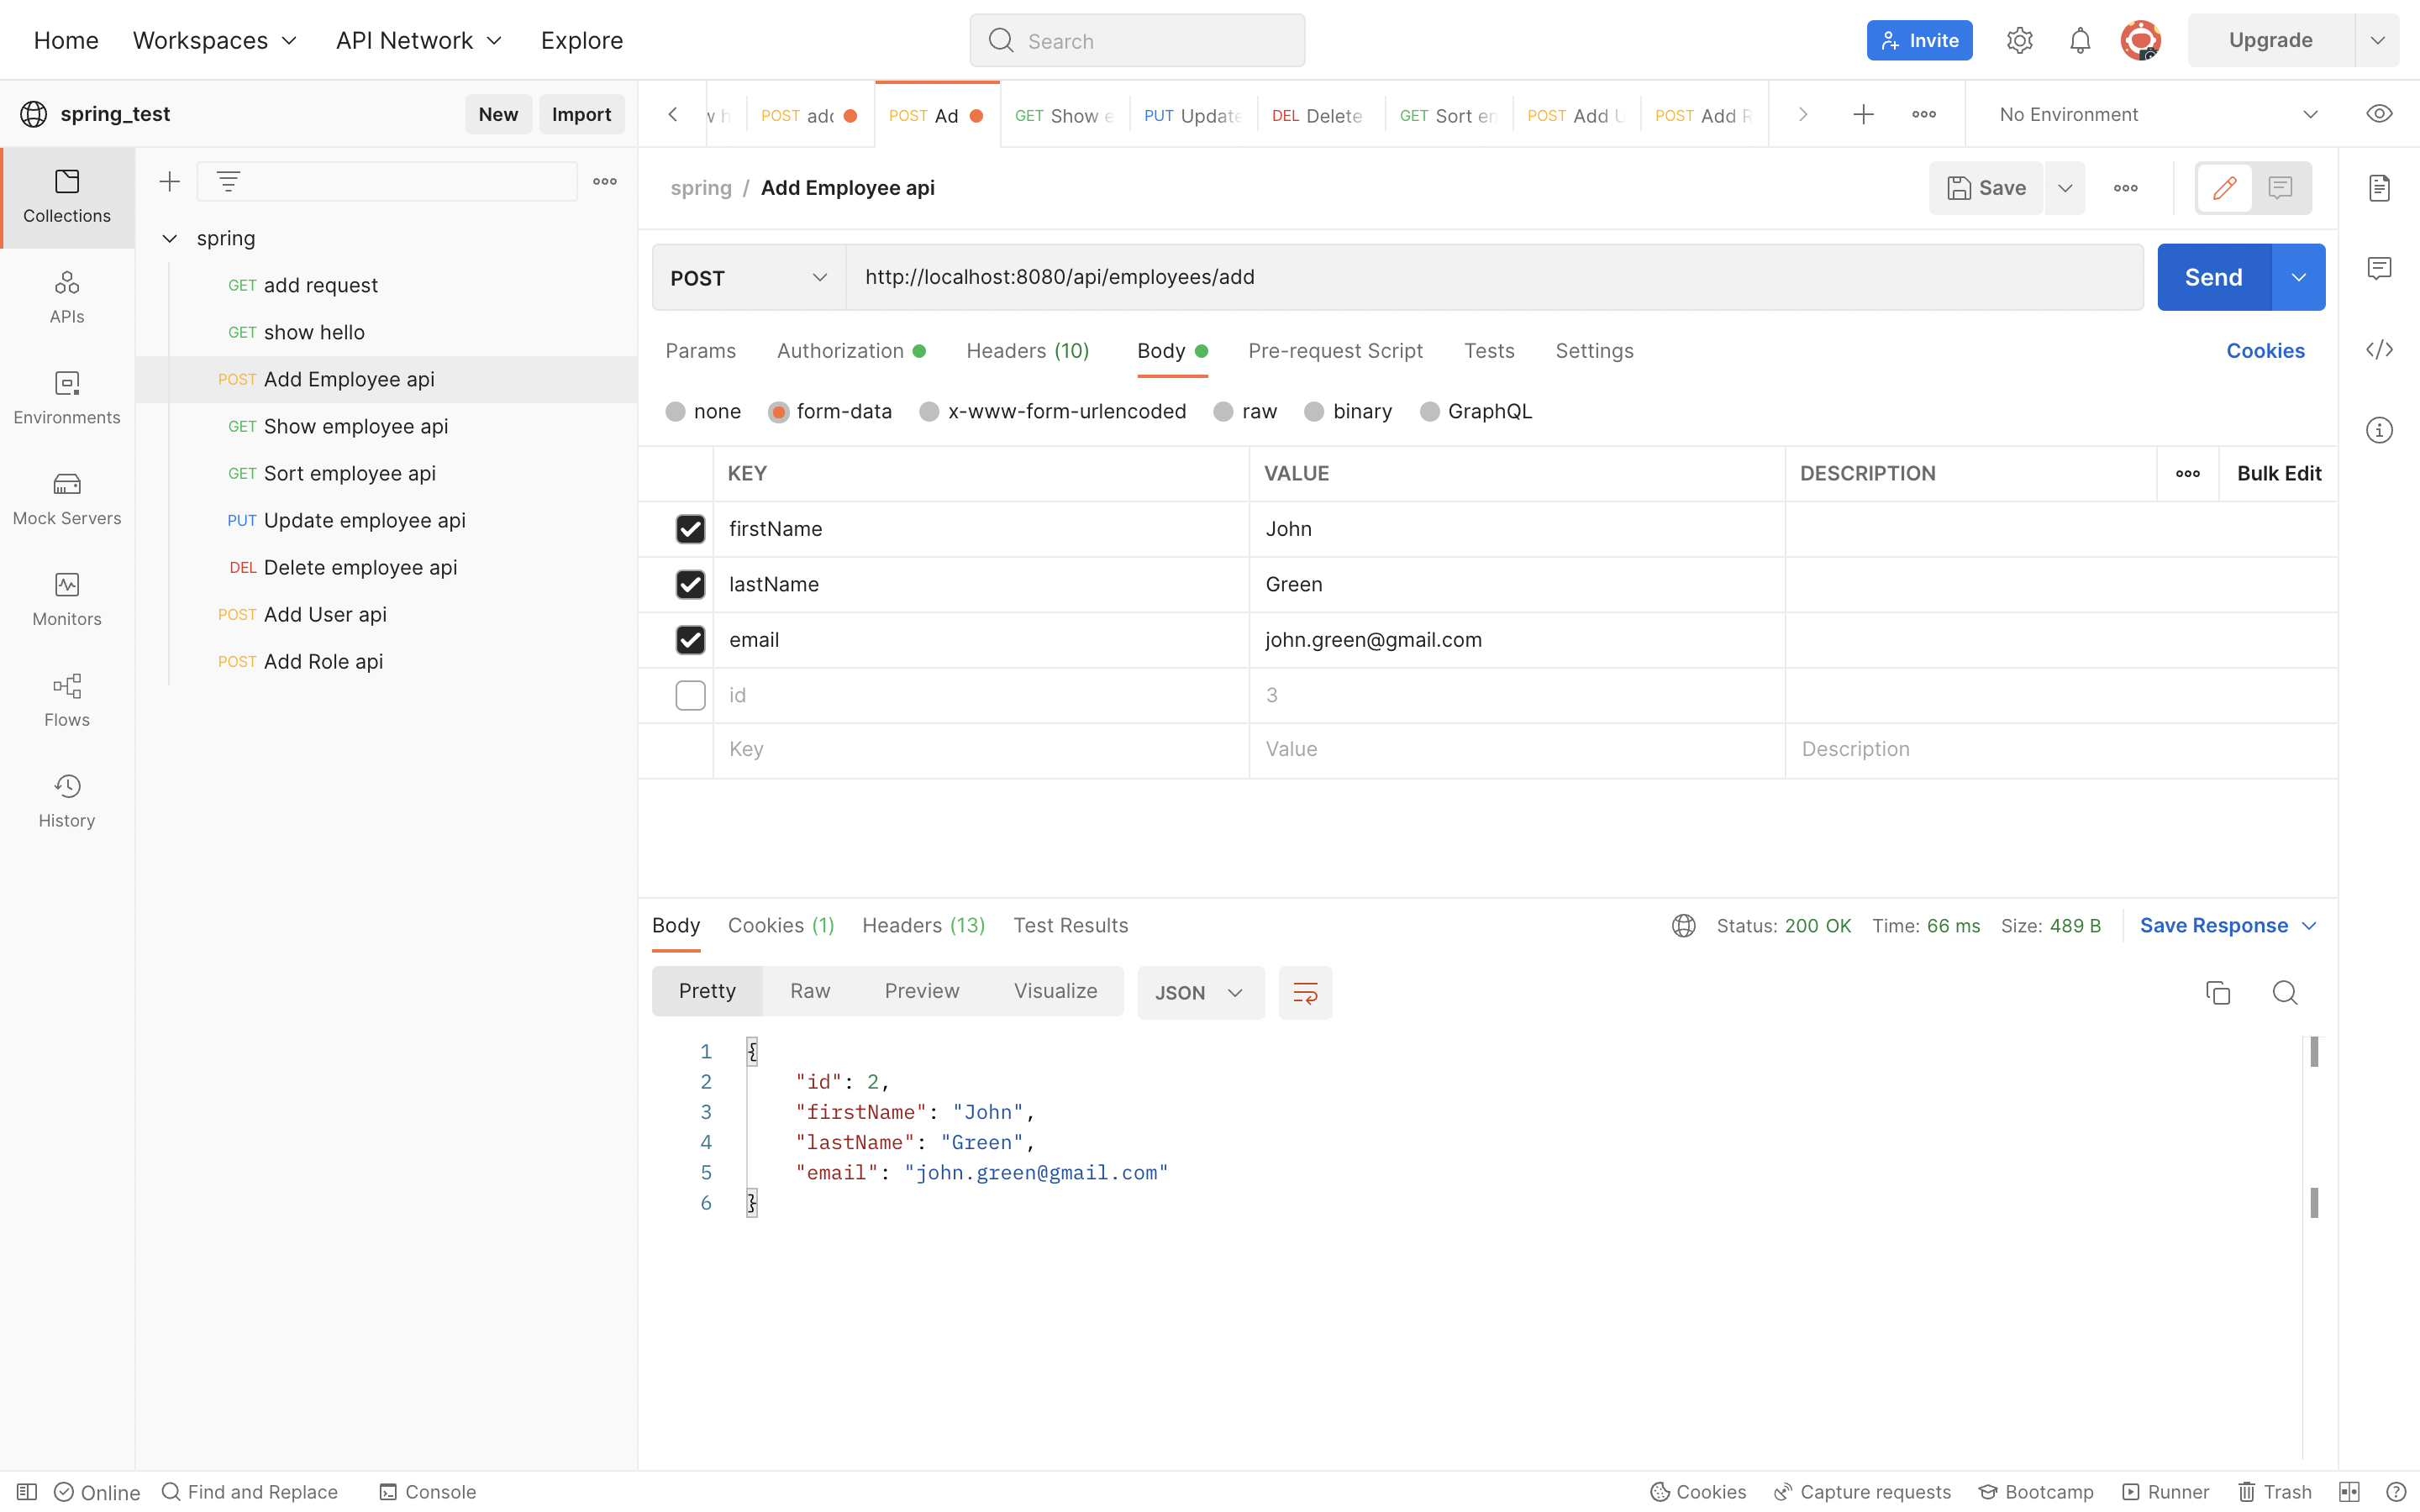 Home Workspaces API Network Explore Search Invite Upgrade
spring_test New Import
POST POST Ad GET Show PUT DEL Delete GET Sort POST Add POST Add No Environment
Collections
APIs
Environments
Mock Servers
Monitors
Flows
History
spring
GET add request
GET show hello
POST Add Employee api
GET Show employee api
GET Sort employee api
PUT Update employee api
DEL Delete employee api
POST Add User api
POST Add Role api
spring / Add Employee api Save
POST http://localhost:8080/api/employees/add Send
Params Authorization Headers (10) Body Pre-request Script Tests Settings Cookies
none form-data x-www-form-urlencoded raw binary GraphQL
KEY VALUE DESCRIPTION Bulk Edit
firstName John
lastName Green
email john.green@gmail.com
id 3
Key Value Description
Body Cookies (1) Headers (13) Test Results Status: 200 OK Time: 66 ms Size: 489 B Save Response
Pretty Raw Preview Visualize JSON
1 {
2 "id": 2,
3 "firstName": "John",
4 "lastName": "Green",
5 "email": "john.green@gmail.com"
6 }
Online Find and Replace Console Cookies Capture requests Bootcamp Runner Trash